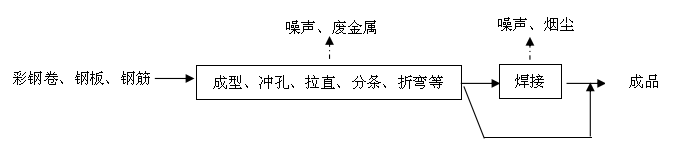 噪声、废金属
噪声、烟尘
彩钢卷、钢板、钢筋
成型、冲孔、拉直、分条、折弯等
焊接
成品